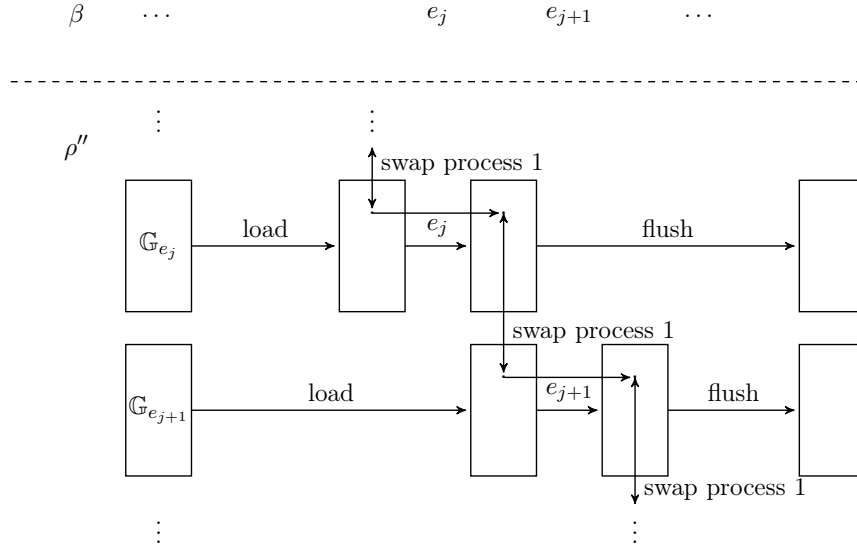 β ⋯ e_j e_{j+1} ⋯
⋮ ⋮
ρ''
swap process 1
𝔾_{e_j} load e_j flush
swap process 1
𝔾_{e_{j+1}} load e_{j+1} flush
swap process 1
⋮ ⋮